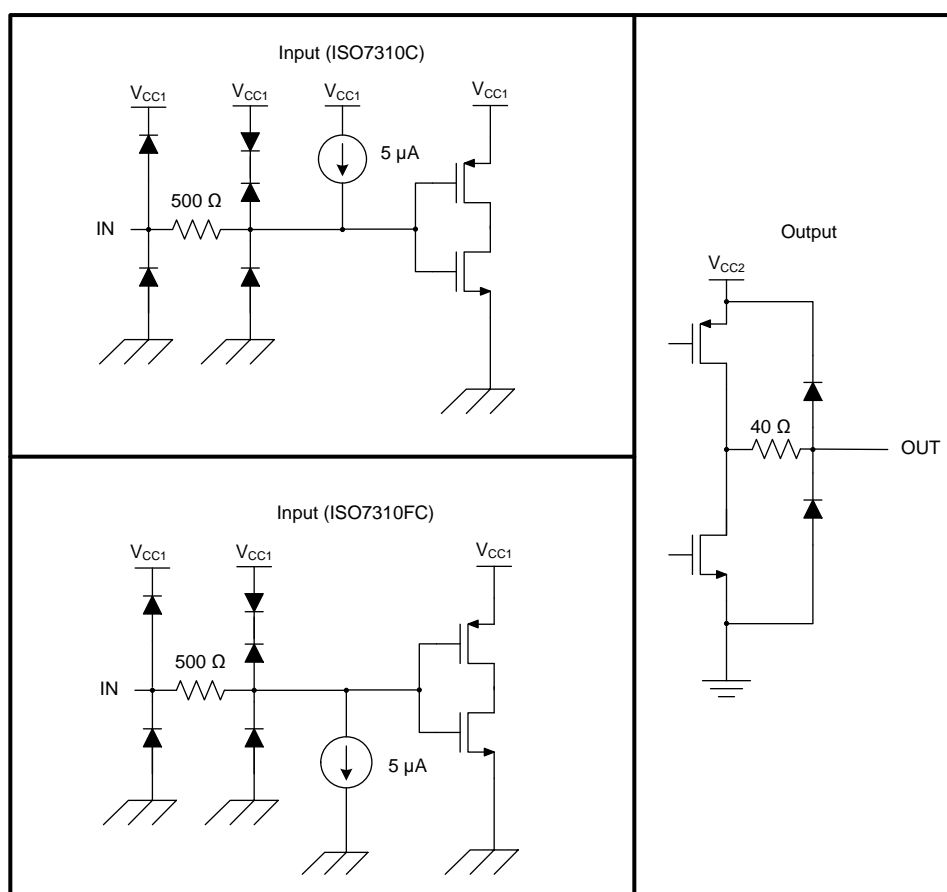 Input (ISO7310C)
VCC1 VCC1 VCC1 VCC1
5 µA
500 Ω
IN
Input (ISO7310FC)
VCC1 VCC1 VCC1
500 Ω
IN
5 µA
Output
VCC2
40 Ω
OUT